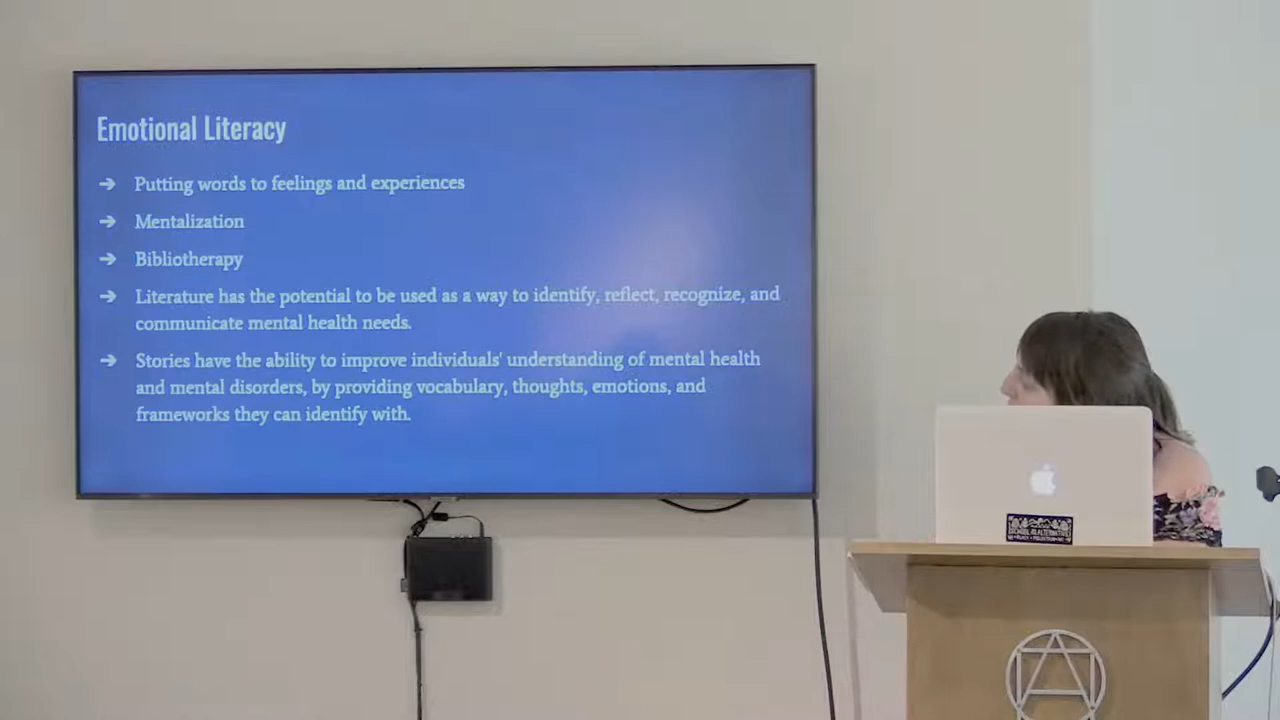 Emotional Literacy
➔ Putting words to feelings and experiences
➔ Mentalization
➔ Bibliotherapy
➔ Literature has the potential to be used as a way to identify, reflect, recognize, and
communicate mental health needs.
➔ Stories have the ability to improve individuals' understanding of mental health
and mental disorders, by providing vocabulary, thoughts, emotions, and
frameworks they can identify with.